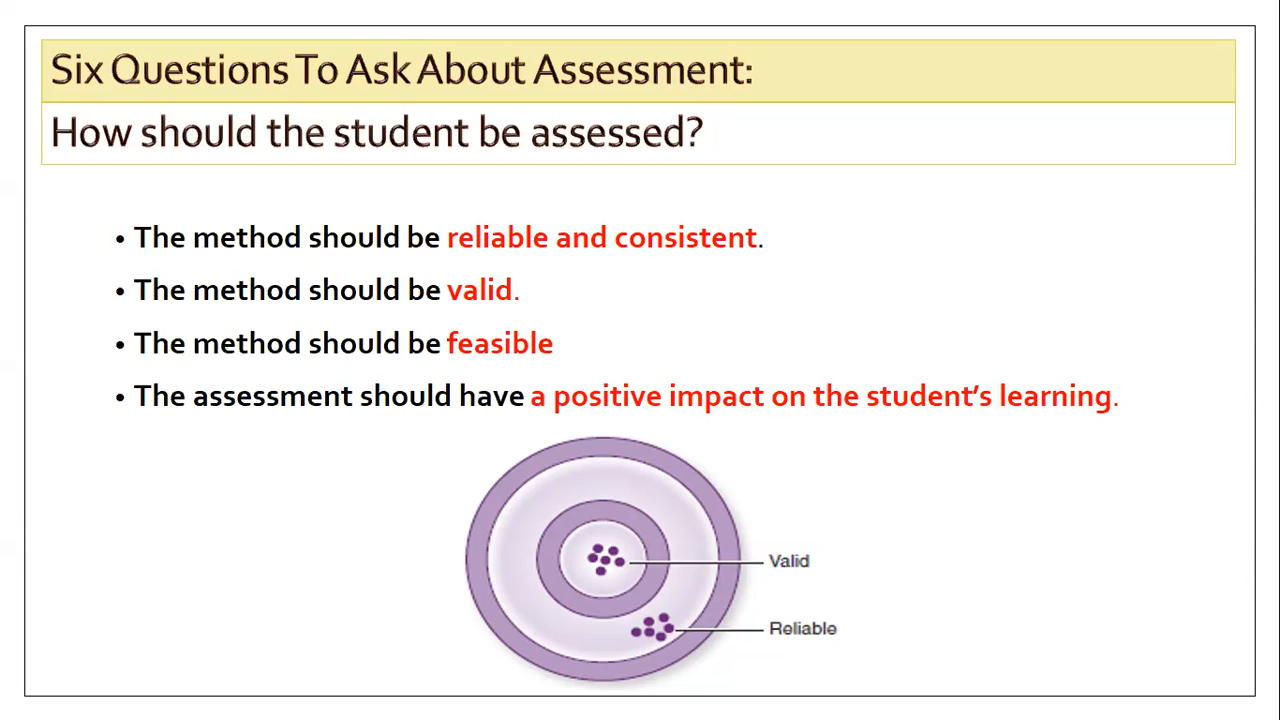 Six Questions To Ask About Assessment:
How should the student be assessed?
• The method should be reliable and consistent.
• The method should be valid.
• The method should be feasible
• The assessment should have a positive impact on the student’s learning.
Valid
Reliable